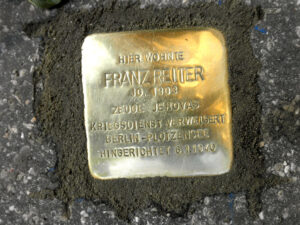 HIER WOHNTE
FRANZ REITER
JG. 1903
ZEUGE JEHOVAS
KRIEGSDIENST VERWEIGERT
BERLIN-PLÖTZENSEE
HINGERICHTET 6.1.1940